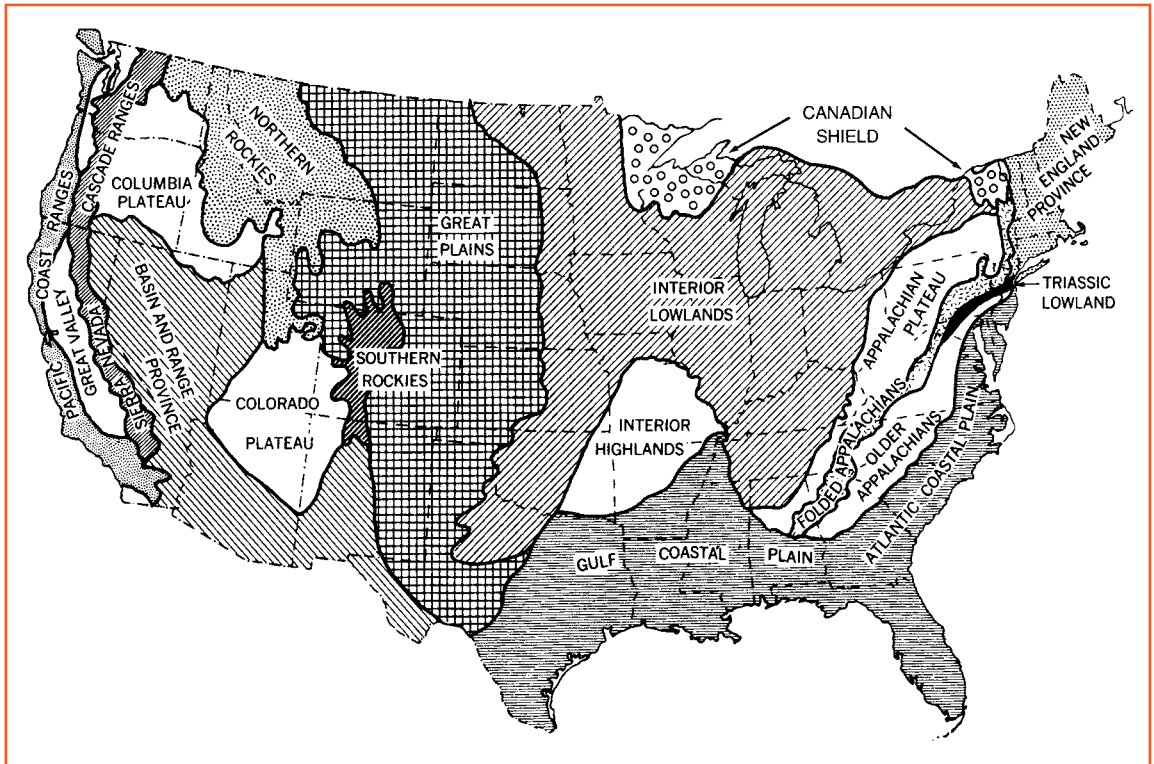 CANADIAN
SHIELD
NEW
ENGLAND
PROVINCE
NORTHERN
ROCKIES
CASCADE RANGES
COLUMBIA
PLATEAU
PACIFIC COAST RANGES
GREAT VALLEY
SIERRA NEVADA
BASIN AND RANGE
PROVINCE
GREAT
PLAINS
INTERIOR
LOWLANDS
APPALACHIAN
PLATEAU
TRIASSIC
LOWLAND
SOUTHERN
ROCKIES
COLORADO
PLATEAU
INTERIOR
HIGHLANDS
FOLDED APPALACHIANS
OLDER
APPALACHIANS
ATLANTIC COASTAL PLAIN
GULF COASTAL PLAIN